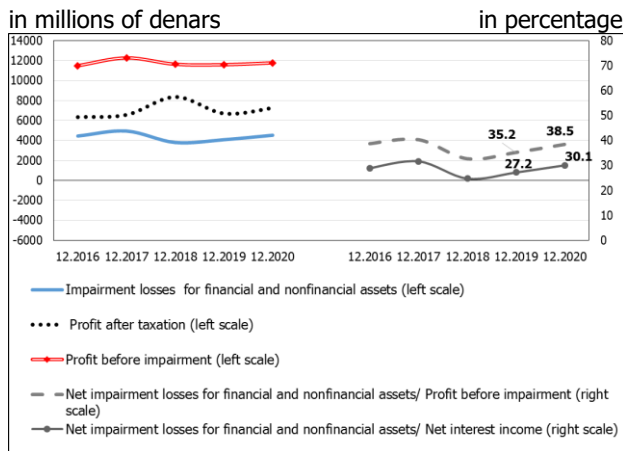 in millions of denars
in percentage
14000
12000
10000
8000
6000
4000
2000
0
-2000
-4000
-6000
80
70
60
50
40
30
20
10
0
35.2
38.5
27.2
30.1
12.2016 12.2017 12.2018 12.2019 12.2020
12.2016 12.2017 12.2018 12.2019 12.2020
Impairment losses for financial and nonfinancial assets (left scale)
Profit after taxation (left scale)
Profit before impairment (left scale)
Net impairment losses for financial and nonfinancial assets/ Profit before impairment (right
scale)
Net impairment losses for financial and nonfinancial assets/ Net interest income (right scale)